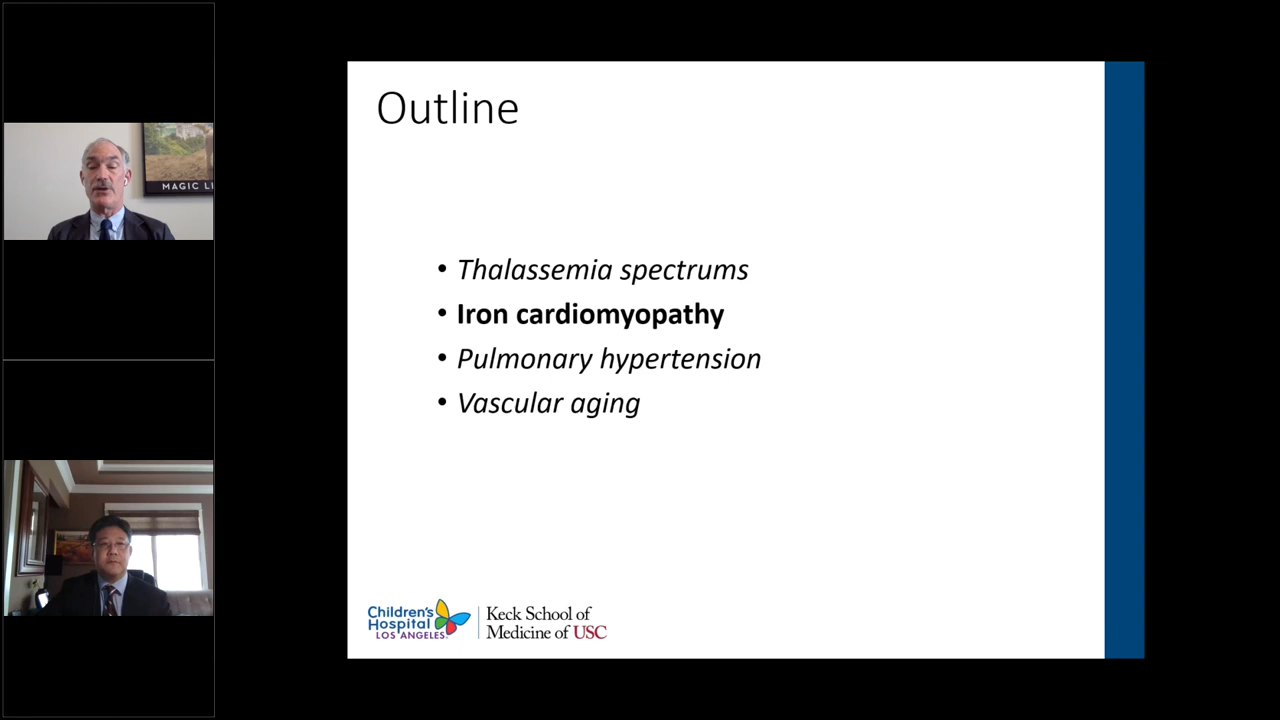 MAGIC LI
Outline
• Thalassemia spectrums
• Iron cardiomyopathy
• Pulmonary hypertension
• Vascular aging
Children's
Hospital
LOS ANGELES
Keck School of
Medicine of USC